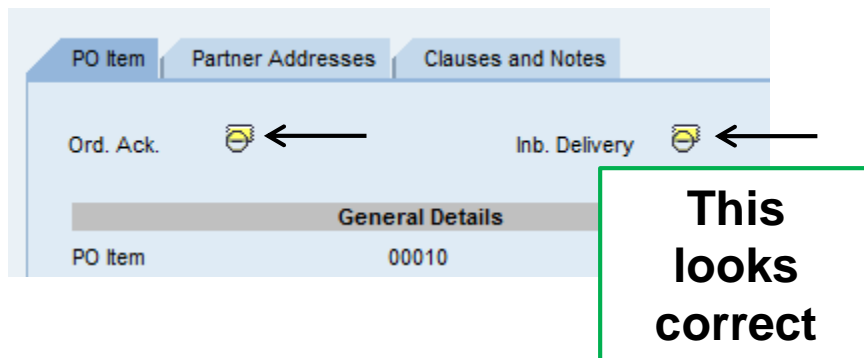 PO Item Partner Addresses Clauses and Notes
Ord. Ack. Inb. Delivery
General Details
PO Item 00010
This
looks
correct